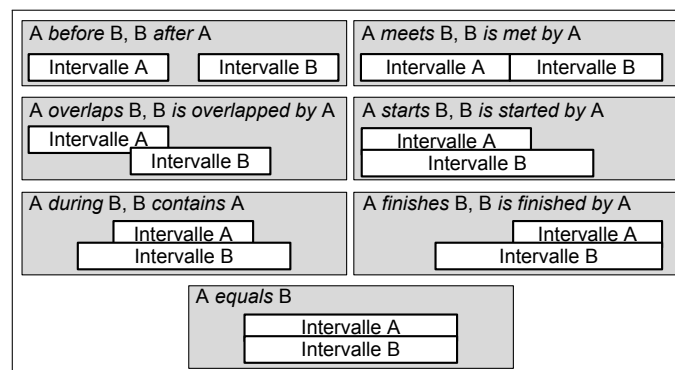 A before B, B after A
Intervalle A
Intervalle B
A meets B, B is met by A
Intervalle A
Intervalle B
A overlaps B, B is overlapped by A
Intervalle A
Intervalle B
A starts B, B is started by A
Intervalle A
Intervalle B
A during B, B contains A
Intervalle A
Intervalle B
A finishes B, B is finished by A
Intervalle A
Intervalle B
A equals B
Intervalle A
Intervalle B